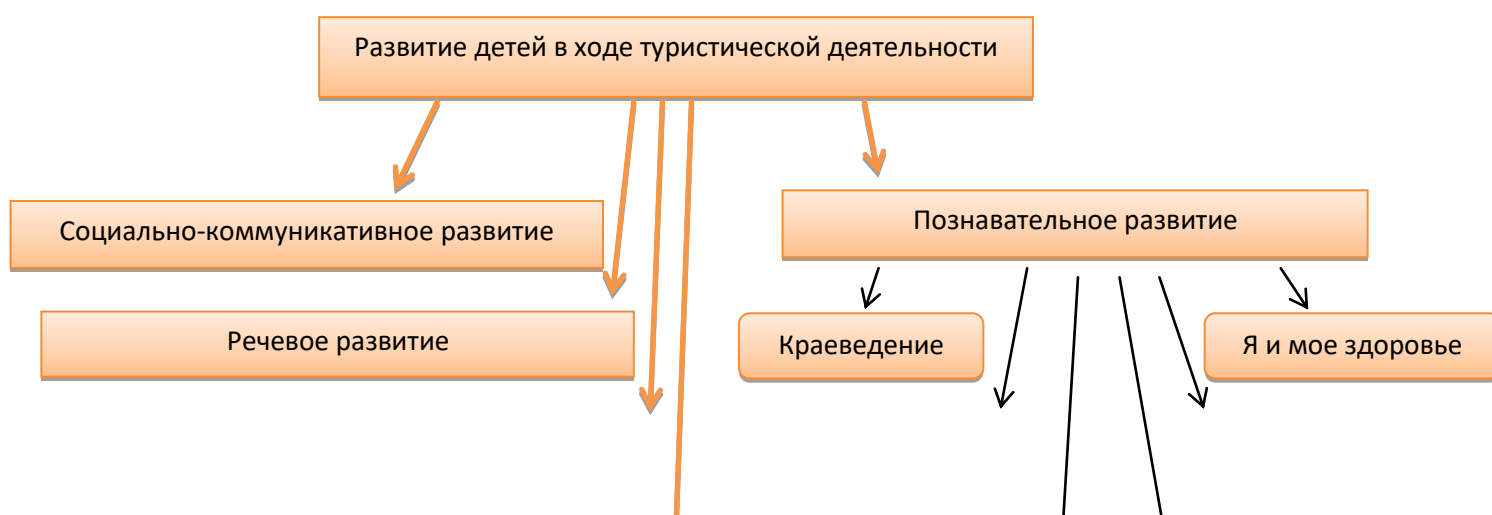 Развитие детей в ходе туристической деятельности
Социально-коммуникативное развитие
Познавательное развитие
Речевое развитие
Краеведение
Я и мое здоровье